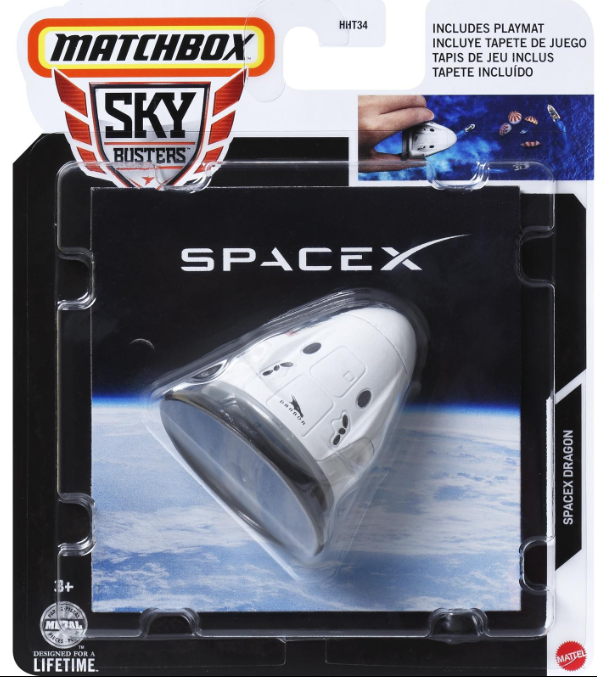 MATCHBOX
SKY
BUSTERS
HHT34
INCLUDES PLAYMAT
INCLUYE TAPETE DE JUEGO
TAPIS DE JEU INCLUS
TAPETE INCLUÍDO
SPACEX
DRAGON
SPACEX DRAGON
3+
METAL
DESIGNED FOR A
LIFETIME.
MATTEL